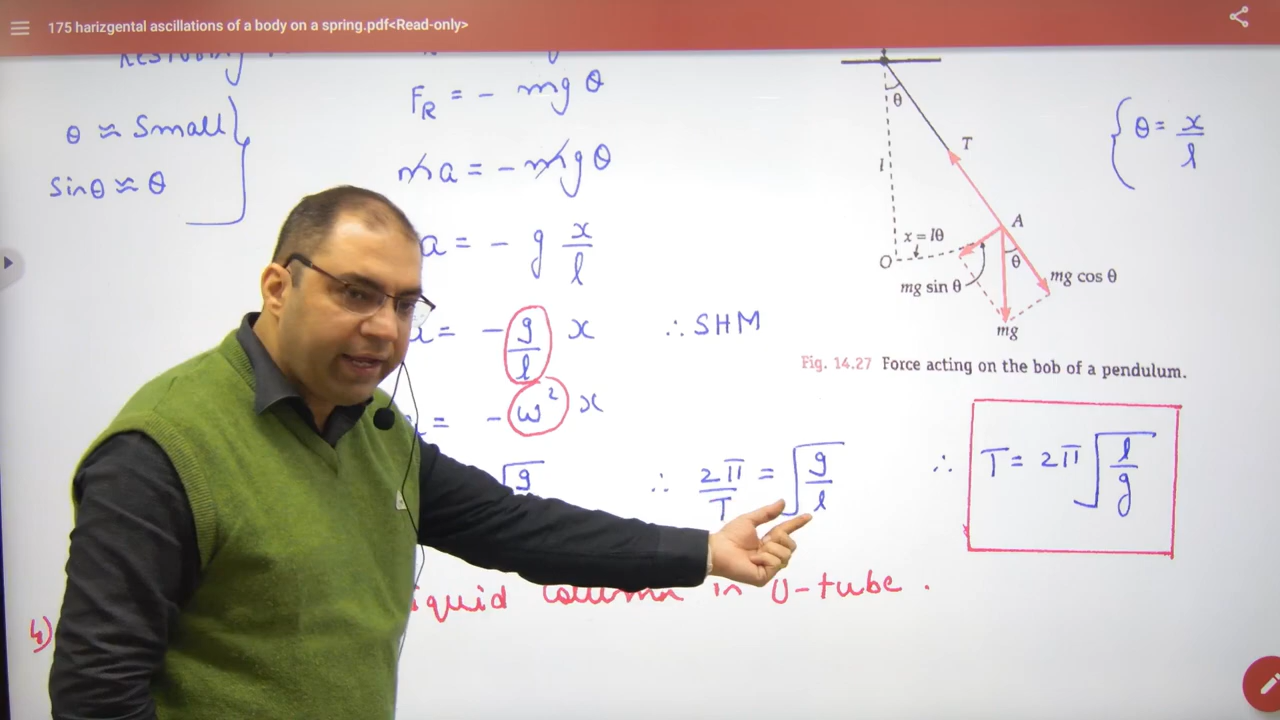 175 harizgental ascillations of a body on a spring.pdf<Read-only>
θ ≈ Small
sinθ ≈ θ
F_R = - mg θ
ma = - mg θ
a = - g x/l
a = - g/l x
∴ SHM
= - ω² x
√g
∴ 2π/T = √g/l
∴ T = 2π √l/g
θ
T
l
A
x = lθ
O
θ
mg sin θ
mg cos θ
mg
Fig. 14.27 Force acting on the bob of a pendulum.
{ θ = x/l
4)
iquid column in U-tube.